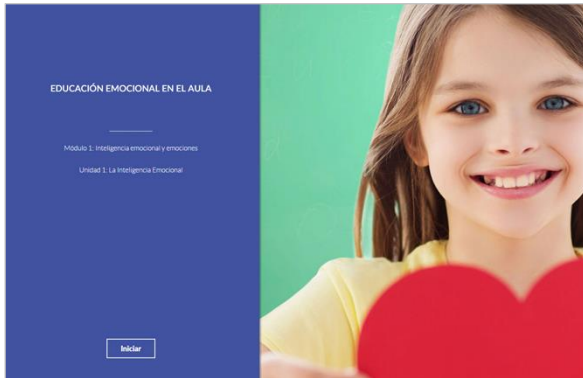 EDUCACIÓN EMOCIONAL EN EL AULA
Módulo 1: Inteligencia emocional y emociones
Unidad 1: La Inteligencia Emocional
Iniciar